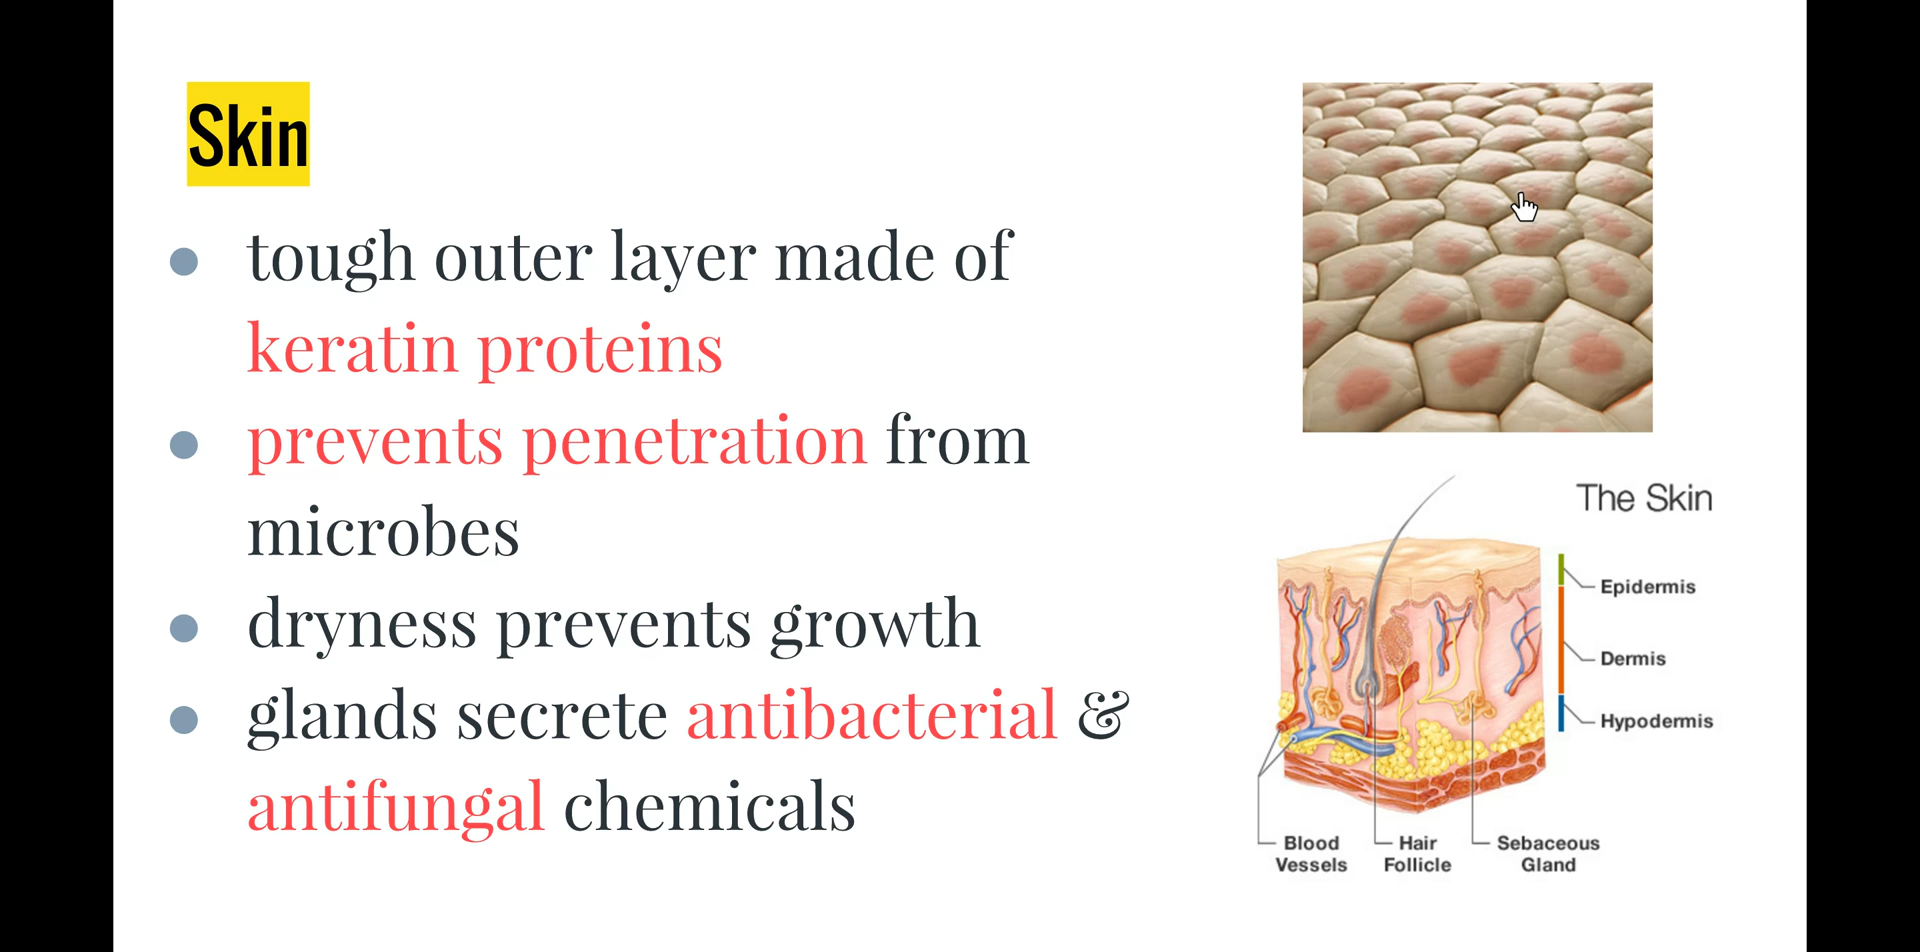 Skin
tough outer layer made of
keratin proteins
prevents penetration from
microbes
dryness prevents growth
glands secrete antibacterial &
antifungal chemicals
The Skin
Epidermis
Dermis
Hypodermis
Blood
Vessels
Hair
Follicle
Sebaceous
Gland